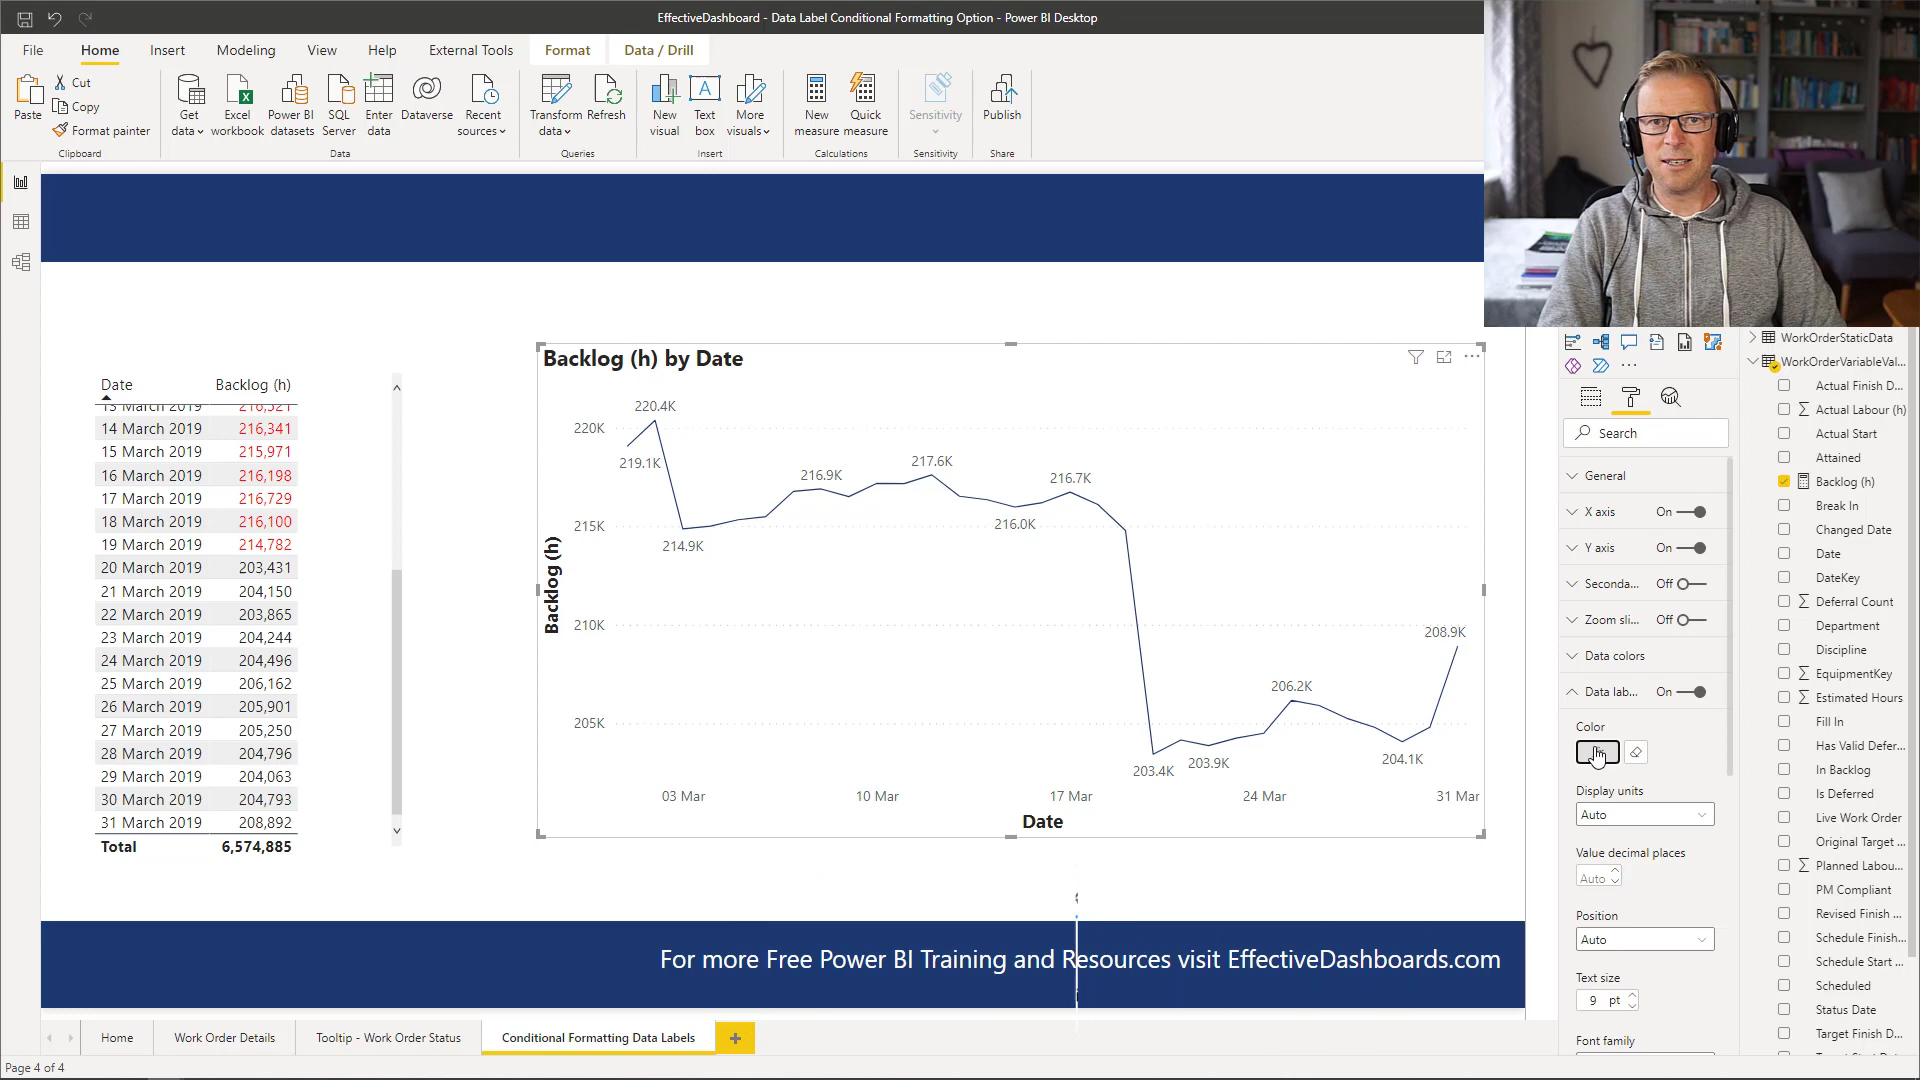 EffectiveDashboard - Data Label Conditional Formatting Option - Power BI Desktop
File Home Insert Modeling View Help External Tools Format Data / Drill
Paste
Cut
Copy
Format painter
Clipboard
Get data
Excel workbook
Power BI datasets
SQL Server
Enter data
Dataverse
Recent sources
Data
Transform data
Refresh
Queries
New visual
Text box
More visuals
Insert
New measure
Quick measure
Calculations
Sensitivity
Sensitivity
Publish
Share
Date Backlog (h)
13 March 2019 216,521
14 March 2019 216,341
15 March 2019 215,971
16 March 2019 216,198
17 March 2019 216,729
18 March 2019 216,100
19 March 2019 214,782
20 March 2019 203,431
21 March 2019 204,150
22 March 2019 203,865
23 March 2019 204,244
24 March 2019 204,496
25 March 2019 206,162
26 March 2019 205,901
27 March 2019 205,250
28 March 2019 204,796
29 March 2019 204,063
30 March 2019 204,793
31 March 2019 208,892
Total 6,574,885
Backlog (h) by Date
Backlog (h)
220K
215K
210K
205K
220.4K
219.1K
214.9K
216.9K
217.6K
216.0K
216.7K
203.4K
203.9K
206.2K
204.1K
208.9K
03 Mar 10 Mar 17 Mar 24 Mar 31 Mar
Date
For more Free Power BI Training and Resources visit EffectiveDashboards.com
Search
General
X axis On
Y axis On
Seconda... Off
Zoom sli... Off
Data colors
Data lab... On
Color
Display units
Auto
Value decimal places
Auto
Position
Auto
Text size
9 pt
Font family
WorkOrderStaticData
WorkOrderVariableVal...
Actual Finish D...
Actual Labour (h)
Actual Start
Attained
Backlog (h)
Break In
Changed Date
Date
DateKey
Deferral Count
Department
Discipline
EquipmentKey
Estimated Hours
Fill In
Has Valid Defer...
In Backlog
Is Deferred
Live Work Order
Original Target ...
Planned Labou...
PM Compliant
Revised Finish ...
Schedule Finish...
Schedule Start ...
Scheduled
Status Date
Target Finish D...
Home Work Order Details Tooltip - Work Order Status Conditional Formatting Data Labels
Page 4 of 4